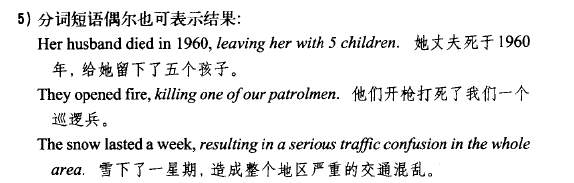 5）分词短语偶尔也可表示结果：
Her husband died in 1960, leaving her with 5 children. 她丈夫死于1960
年，给她留下了五个孩子。
They opened fire, killing one of our patrolmen. 他们开枪打死了我们一个
巡逻兵。
The snow lasted a week, resulting in a serious traffic confusion in the whole
area. 雪下了一星期，造成整个地区严重的交通混乱。